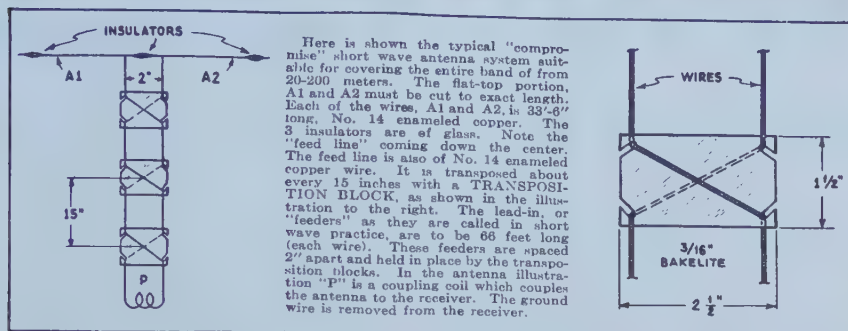 INSULATORS
A1
2"
A2
15"
P
Here is shown the typical "compro-
mise" short wave antenna system suit-
able for covering the entire band of from
20-200 meters. The flat-top portion,
A1 and A2 must be cut to exact length.
Each of the wires, A1 and A2, is 33'-6"
long, No. 14 enameled copper. The
3 insulators are of glass. Note the
"feed line" coming down the center.
The feed line is also of No. 14 enameled
copper wire. It is transposed about
every 15 inches with a TRANSPOSI-
TION BLOCK, as shown in the illus-
tration to the right. The lead-in, or
"feeders" as they are called in short
wave practice, are to be 66 feet long
(each wire). These feeders are spaced
2" apart and held in place by the transpo-
sition blocks. In the antenna illustra-
tion "P" is a coupling coil which couples
the antenna to the receiver. The ground
wire is removed from the receiver.
WIRES
1 1/2"
3/16"
BAKELITE
2 1/2"